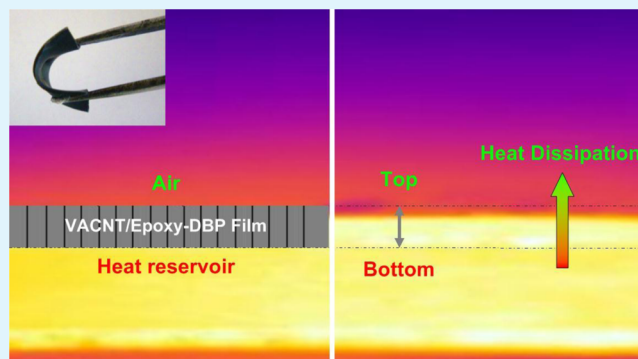 Air
VACNT/Epoxy-DBP Film
Heat reservoir
Heat Dissipation
Top
Bottom